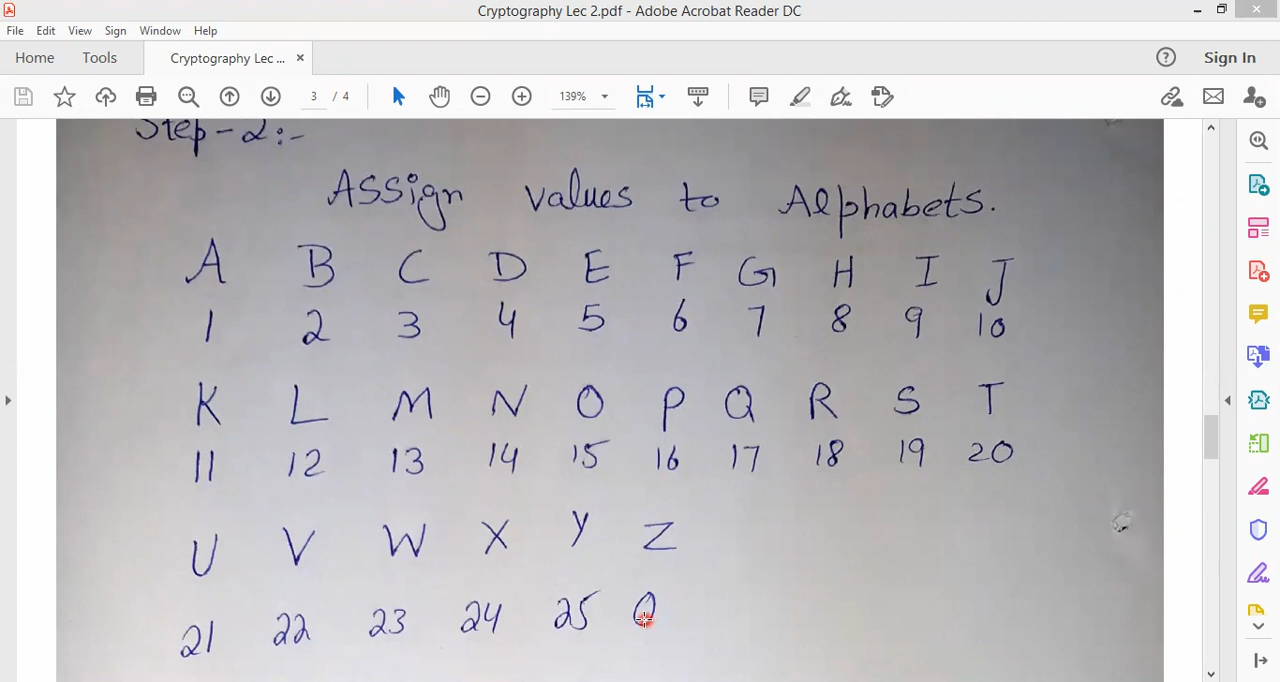 Cryptography Lec 2.pdf - Adobe Acrobat Reader DC
File Edit View Sign Window Help
Home Tools Cryptography Lec ... × Sign In
3 / 4 139%
Step-2:-
Assign Values to Alphabets.
A B C D E F G H I J
1 2 3 4 5 6 7 8 9 10
K L M N O P Q R S T
11 12 13 14 15 16 17 18 19 20
U V W X Y Z
21 22 23 24 25 0